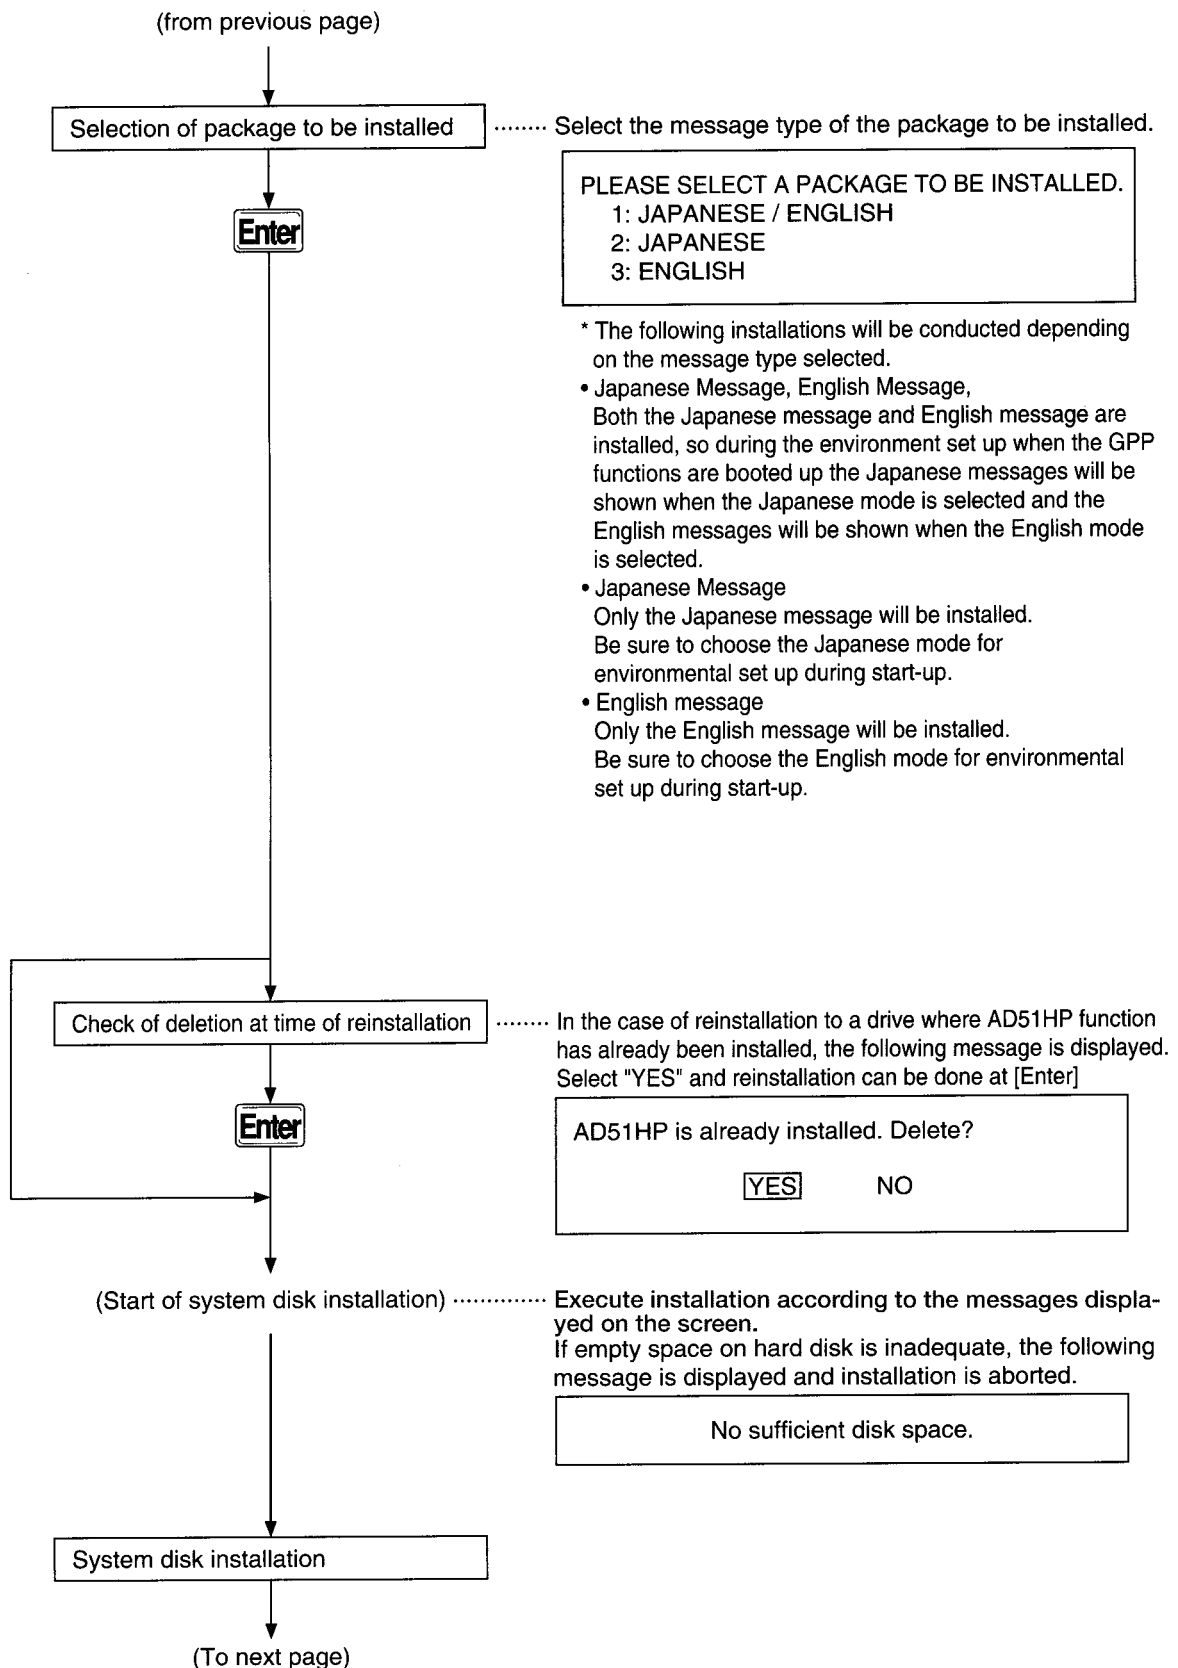 (from previous page)
Selection of package to be installed ........ Select the message type of the package to be installed.
PLEASE SELECT A PACKAGE TO BE INSTALLED.
1: JAPANESE / ENGLISH
2: JAPANESE
3: ENGLISH
Enter
* The following installations will be conducted depending
on the message type selected.
• Japanese Message, English Message,
Both the Japanese message and English message are
installed, so during the environment set up when the GPP
functions are booted up the Japanese messages will be
shown when the Japanese mode is selected and the
English messages will be shown when the English mode
is selected.
• Japanese Message
Only the Japanese message will be installed.
Be sure to choose the Japanese mode for
environmental set up during start-up.
• English message
Only the English message will be installed.
Be sure to choose the English mode for environmental
set up during start-up.
Check of deletion at time of reinstallation ........ In the case of reinstallation to a drive where AD51HP function
has already been installed, the following message is displayed.
Select "YES" and reinstallation can be done at [Enter]
Enter
AD51HP is already installed. Delete?
YES NO
(Start of system disk installation) .............. Execute installation according to the messages displa-
yed on the screen.
If empty space on hard disk is inadequate, the following
message is displayed and installation is aborted.
No sufficient disk space.
System disk installation
(To next page)